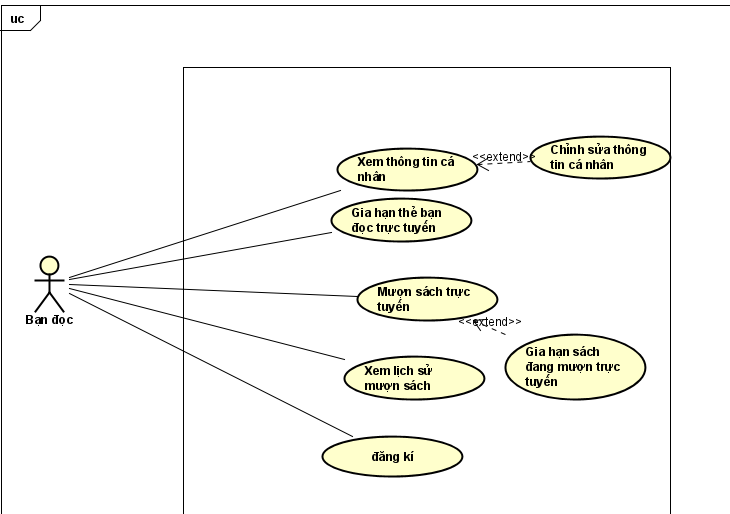 uc
Xem thông tin cá
nhân
<<extend>>
Chỉnh sửa thông
tin cá nhân
Gia hạn thẻ bạn
đọc trực tuyến
Bạn đọc
Mượn sách trực
tuyến
<<extend>>
Gia hạn sách
đang mượn trực
tuyến
Xem lịch sử
mượn sách
đăng kí